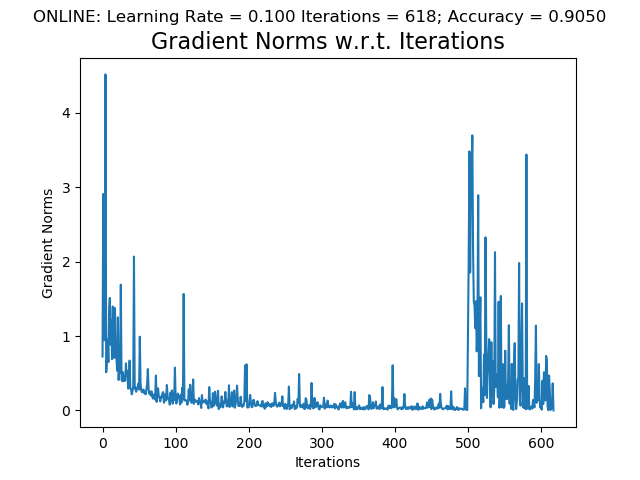 ONLINE: Learning Rate = 0.100 Iterations = 618; Accuracy = 0.9050
Gradient Norms w.r.t. Iterations
Gradient Norms
4
3
2
1
0
0 100 200 300 400 500 600
Iterations